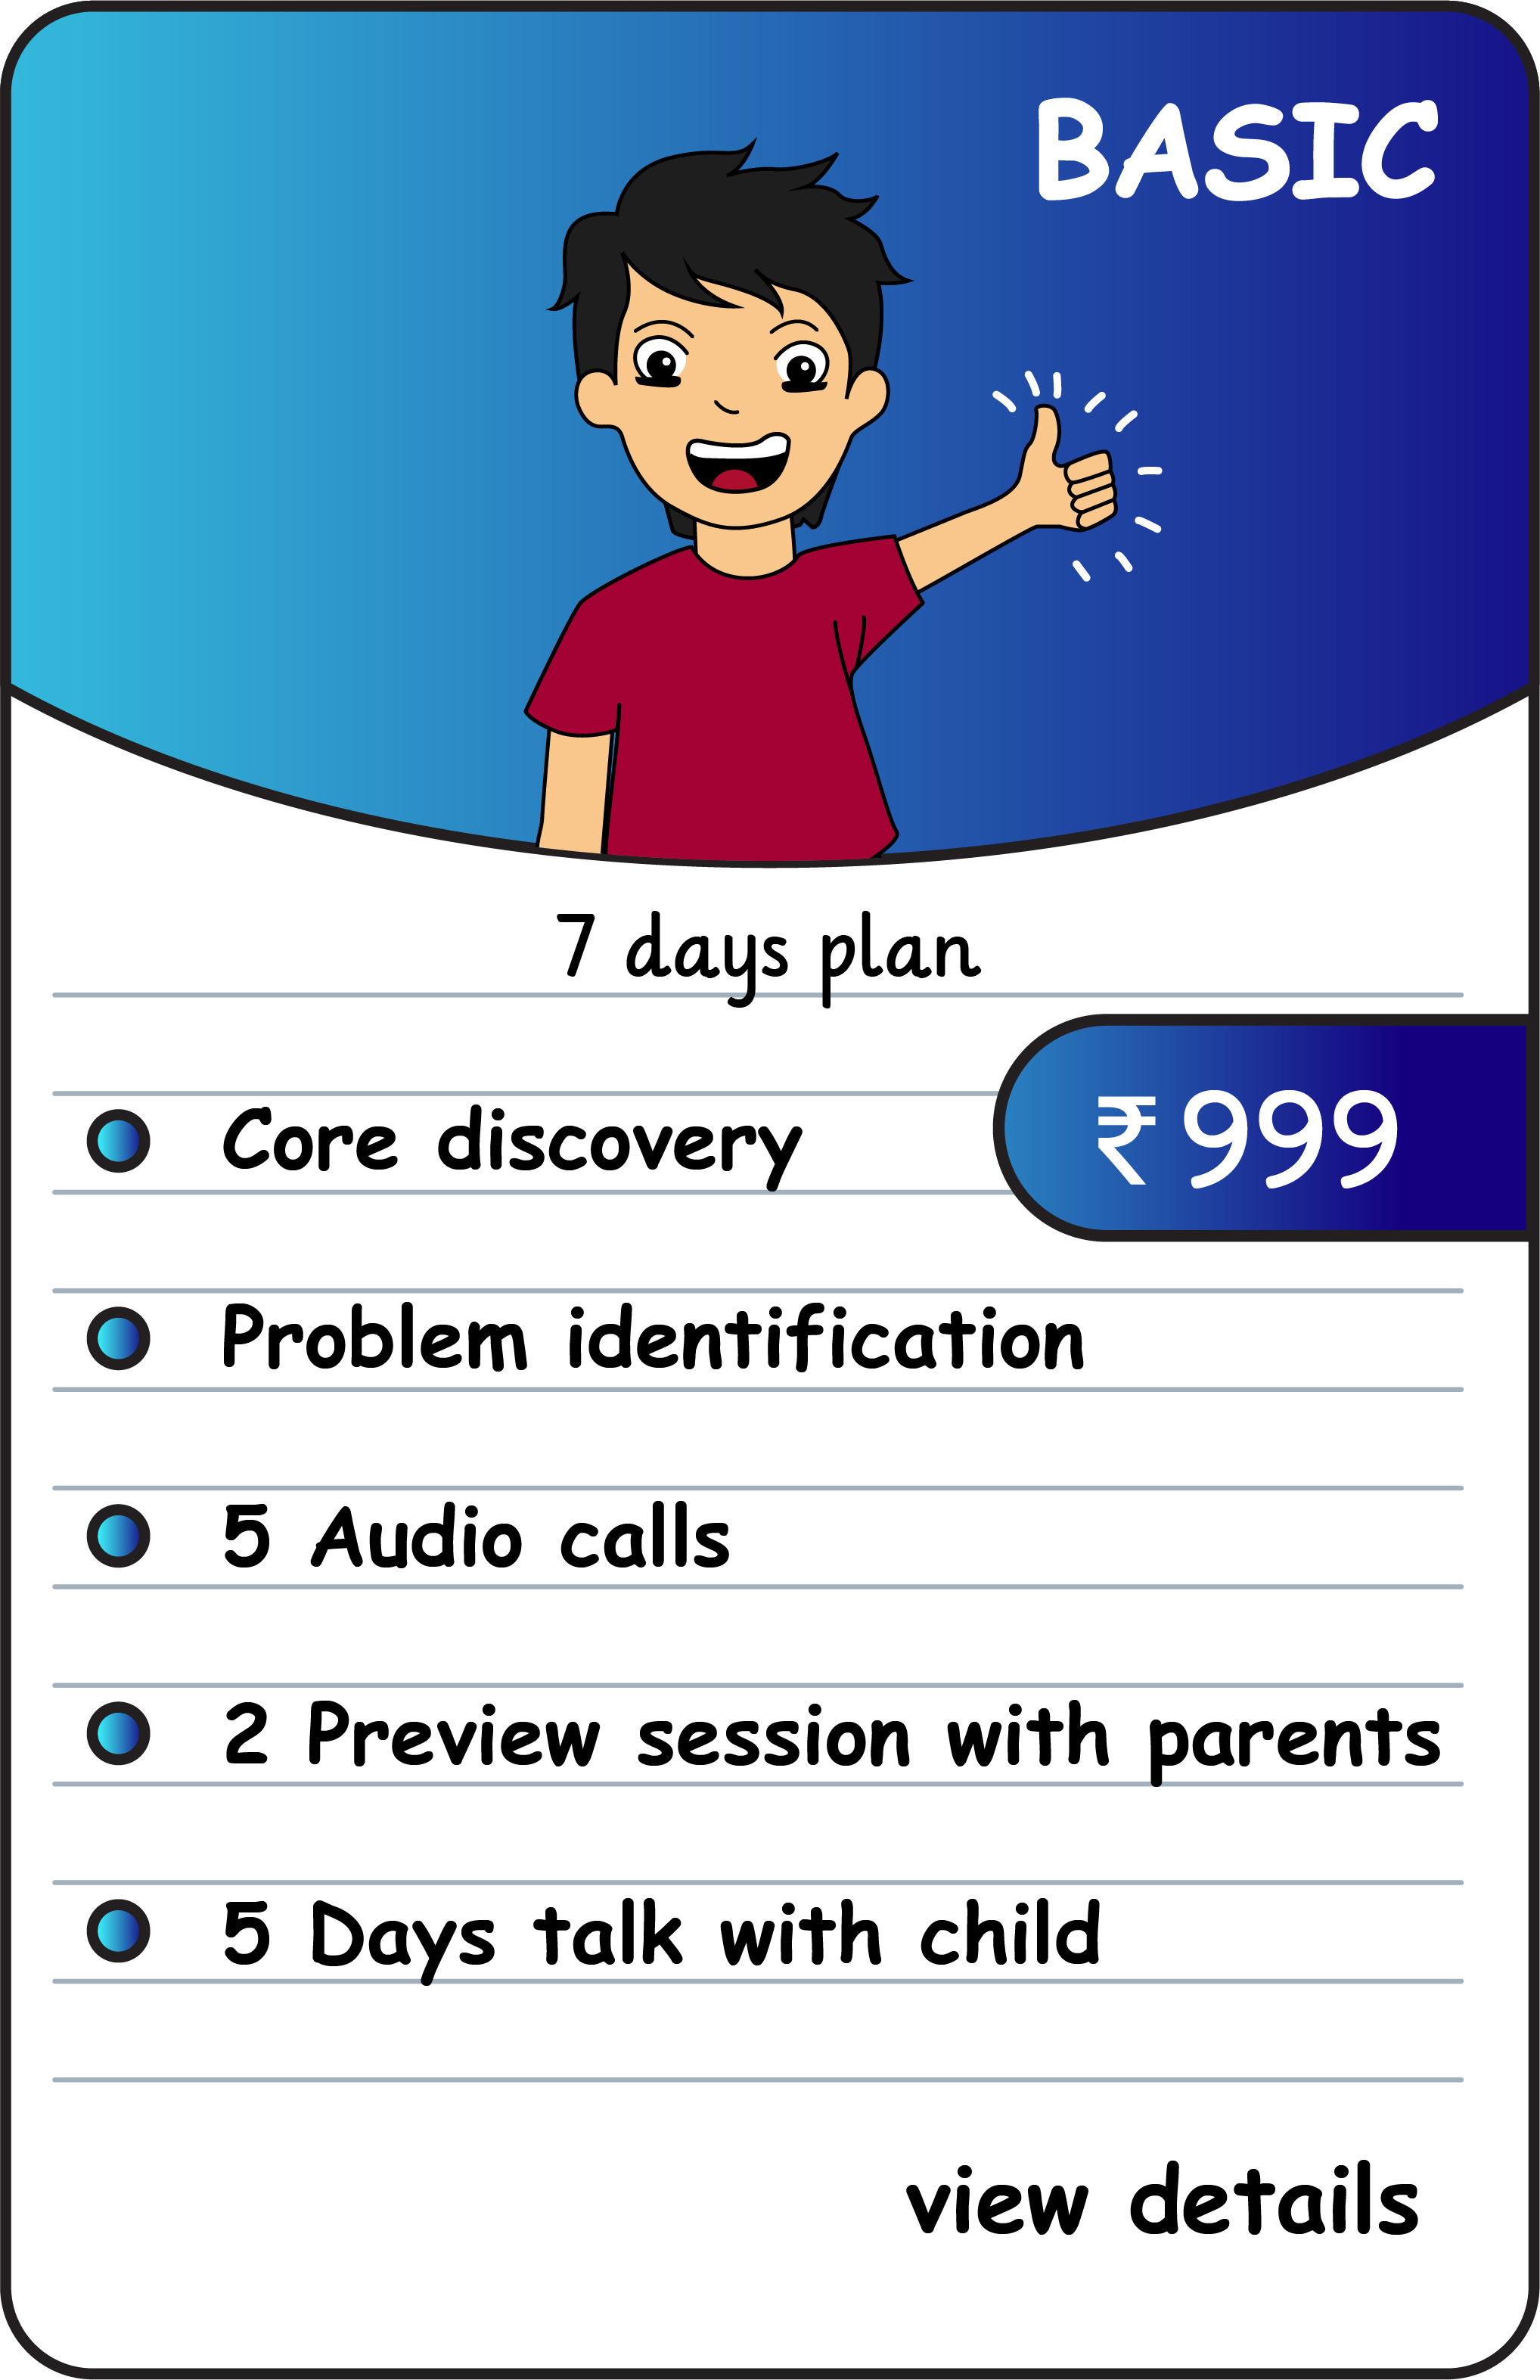 BASIC
7 days plan
₹ 999
Core discovery
Problem identification
5 Audio calls
2 Preview session with parents
5 Days talk with child
view details